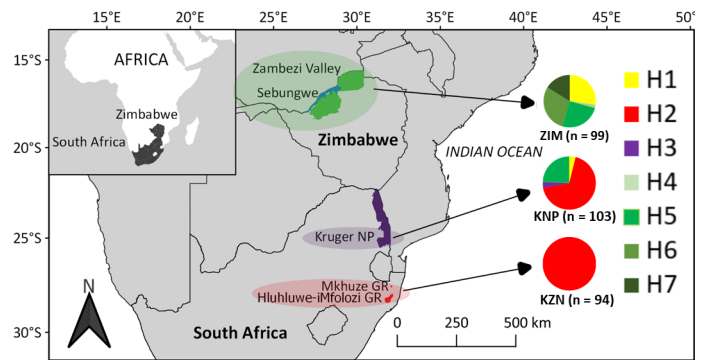 15°E
20°E
25°E
30°E
35°E
40°E
45°E
50°
15°S
20°S
25°S
30°S
AFRICA
Zimbabwe
South Africa
Zambezi Valley
Sebungwe
Zimbabwe
INDIAN OCEAN
Kruger NP
Mkhuze GR
Hluhluwe-iMfolozi GR
South Africa
N
0 250 500 km
ZIM (n = 99)
KNP (n = 103)
KZN (n = 94)
H1
H2
H3
H4
H5
H6
H7